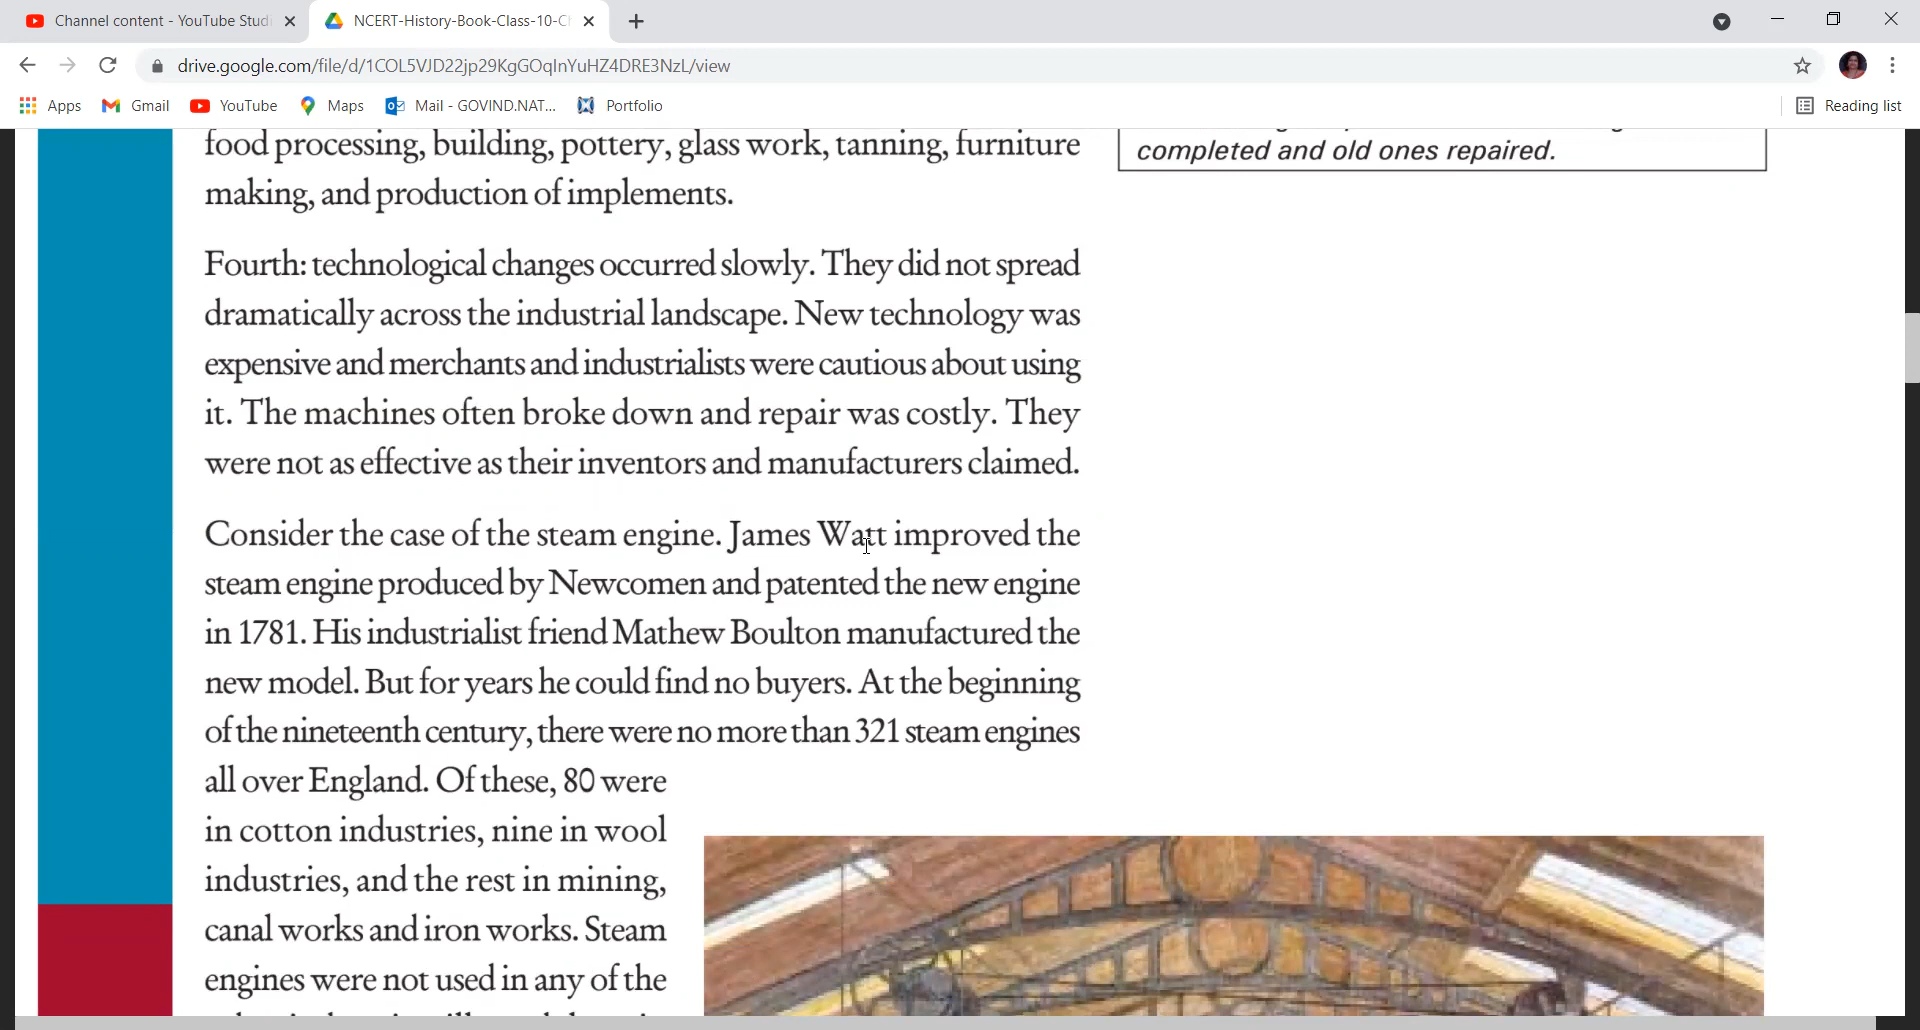 Channel content - YouTube Studi
NCERT-History-Book-Class-10-C
drive.google.com/file/d/1COL5VJD22jp29KgGOqInYuHZ4DRE3NzL/view
Apps
Gmail
YouTube
Maps
Mail - GOVIND.NAT...
Portfolio
Reading list
food processing, building, pottery, glass work, tanning, furniture
making, and production of implements.
completed and old ones repaired.
Fourth: technological changes occurred slowly. They did not spread
dramatically across the industrial landscape. New technology was
expensive and merchants and industrialists were cautious about using
it. The machines often broke down and repair was costly. They
were not as effective as their inventors and manufacturers claimed.
Consider the case of the steam engine. James Watt improved the
steam engine produced by Newcomen and patented the new engine
in 1781. His industrialist friend Mathew Boulton manufactured the
new model. But for years he could find no buyers. At the beginning
of the nineteenth century, there were no more than 321 steam engines
all over England. Of these, 80 were
in cotton industries, nine in wool
industries, and the rest in mining,
canal works and iron works. Steam
engines were not used in any of the